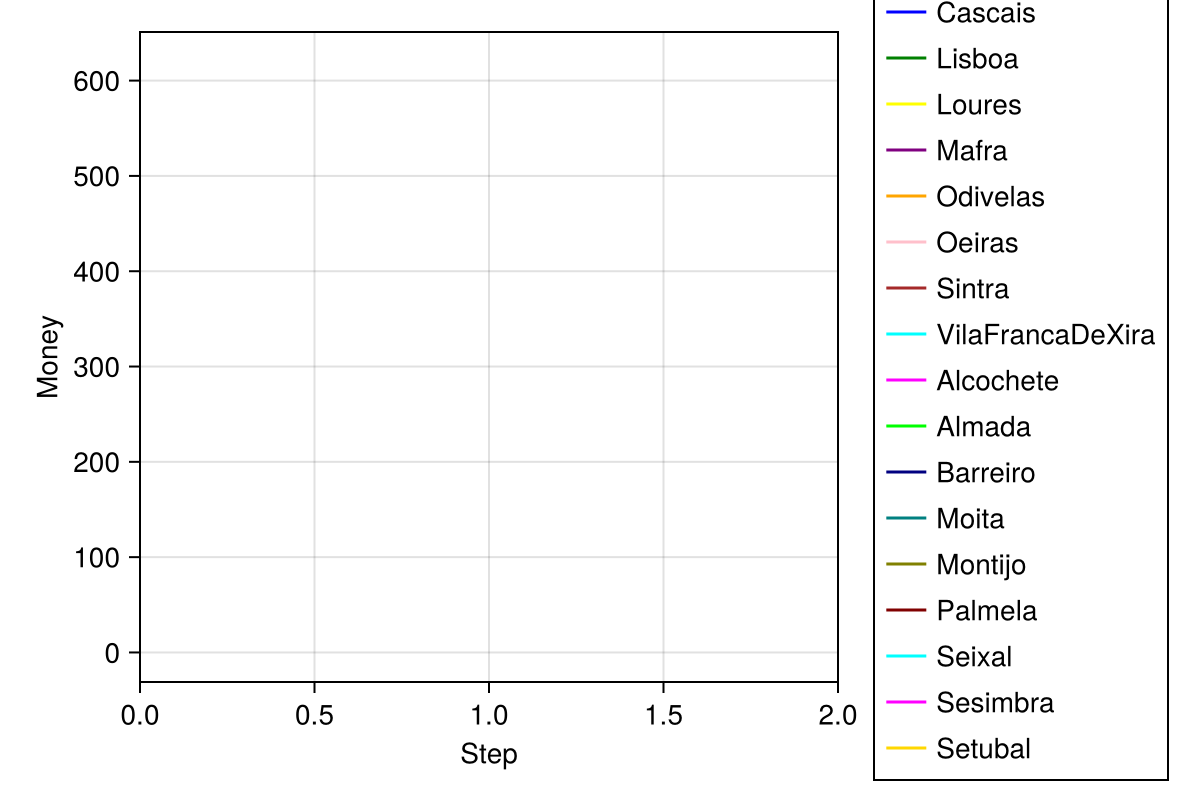 600
500
400
300
200
100
0
Money
0.0 0.5 1.0 1.5 2.0
Step
Cascais
Lisboa
Loures
Mafra
Odivelas
Oeiras
Sintra
VilaFrancaDeXira
Alcochete
Almada
Barreiro
Moita
Montijo
Palmela
Seixal
Sesimbra
Setubal